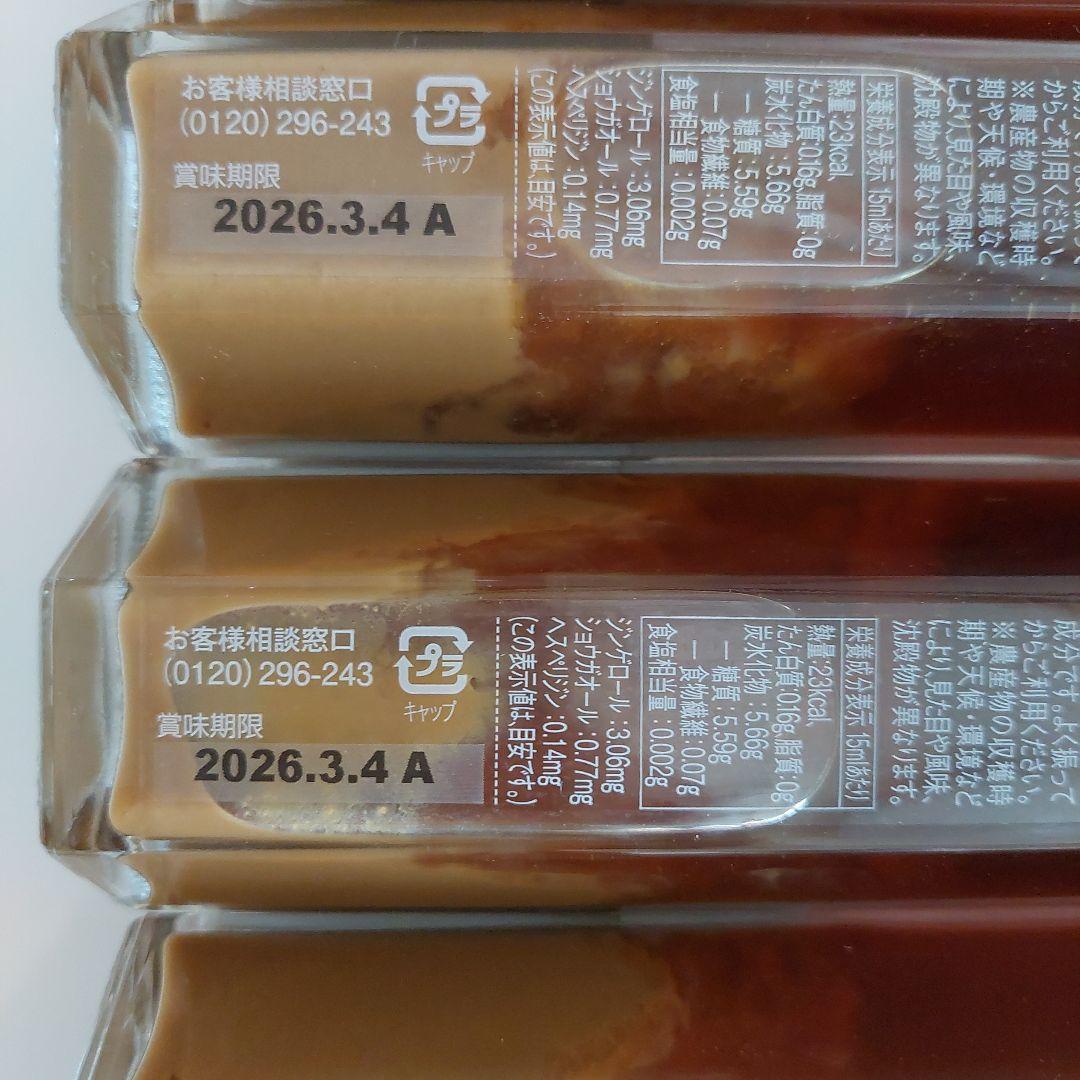 お客様相談窓口
(0120)296-243
プラ
キャップ
賞味期限
2026.3.4 A
からご利用ください。
※農産物の収穫時
期や天候・環境など
により見た目や風味、
沈殿物が異なります。
栄養成分表示 15mlあたり
熱量:23kcal、
たん白質:0.16g、脂質:0g
炭水化物:5.66g
ー 糖質:5.59g
ー 食物繊維:0.07g
食塩相当量:0.002g
ジンゲロール:3.06mg
ショウガオール:0.77mg
ヘスペリジン:0.14mg
(この表示値は、目安です。)
お客様相談窓口
(0120)296-243
プラ
キャップ
賞味期限
2026.3.4 A
成分です。よく振って
からご利用ください。
※農産物の収穫時
期や天候・環境など
により見た目や風味、
沈殿物が異なります。
栄養成分表示 15mlあたり
熱量:23kcal、
たん白質:0.16g、脂質:0g
炭水化物:5.66g
ー 糖質:5.59g
ー 食物繊維:0.07g
食塩相当量:0.002g
ジンゲロール:3.06mg
ショウガオール:0.77mg
ヘスペリジン:0.14mg
(この表示値は、目安です。)